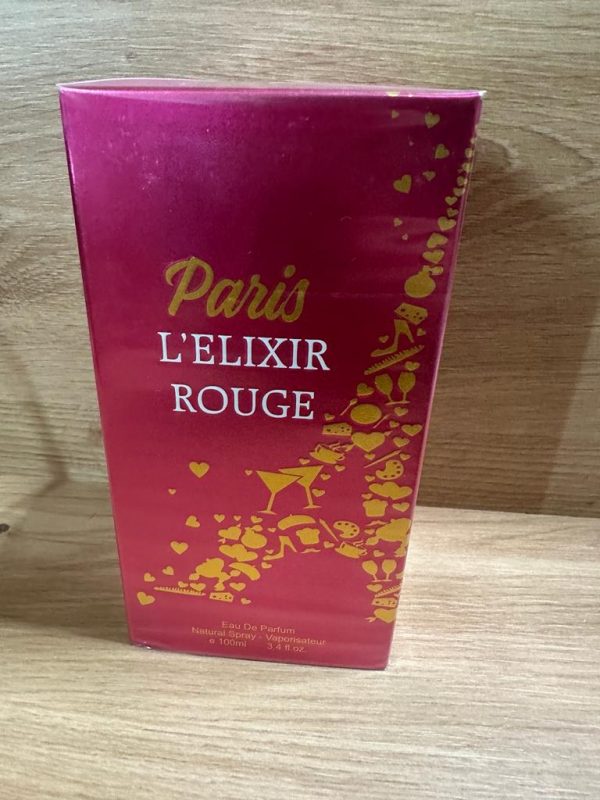 Paris
L'ELIXIR
ROUGE
Eau De Parfum
Natural Spray - Vaporisateur
e 100ml 3.4 fl.oz.